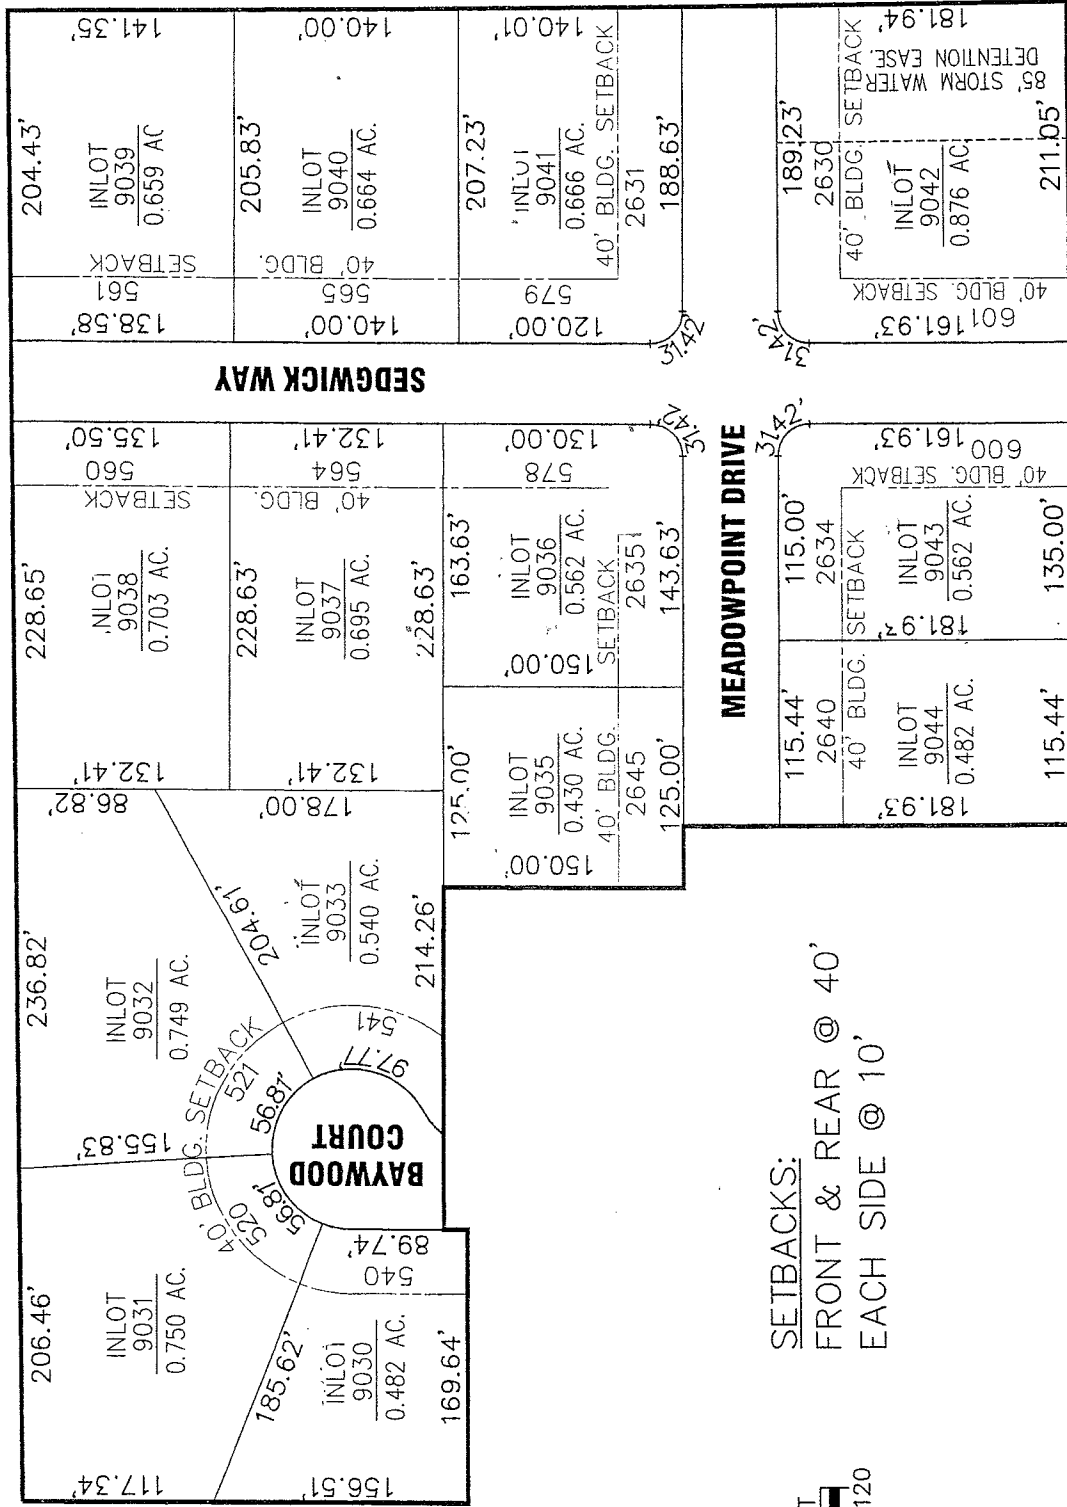 206.46'
236.82'
228.65'
204.43'
INLOT
9031
0.750 AC.
117.34'
155.83'
INLOT
9032
0.749 AC.
86.82'
132.41'
INLOT
9038
0.703 AC.
135.50'
560
SETBACK
SEDGWICK WAY
138.58'
561
SETBACK
INLOT
9039
0.659 AC
141.35'
40' BLDG. SETBACK
520
521
56.81'
56.81'
BAYWOOD
COURT
185.62'
204.61'
INLOT
9030
0.482 AC.
156.51'
169.64'
89.74'
540
97.77'
541
INLOT
9033
0.540 AC.
178.00'
214.26'
228.63'
INLOT
9037
0.695 AC.
132.41'
132.41'
564
40' BLDG.
228.63'
205.83'
INLOT
9040
0.664 AC.
140.00'
565
40' BLDG.
140.00'
125.00'
INLOT
9035
0.430 AC.
150.00'
40' BLDG.
2645
125.00'
163.63'
INLOT
9036
0.562 AC.
150.00'
SETBACK
2635
143.63'
130.00'
578
31.42'
207.23'
INLOT
9041
0.666 AC.
120.00'
579
140.01'
40' BLDG. SETBACK
2631
188.63'
31.42'
MEADOWPOINT DRIVE
115.44'
2640
40' BLDG.
INLOT
9044
0.482 AC.
181.93'
115.44'
115.00'
2634
SETBACK
INLOT
9043
0.562 AC.
181.93'
135.00'
31.42'
161.93'
600
40' BLDG. SETBACK
31.42'
161.93'
601
40' BLDG. SETBACK
189.23'
2630
40' BLDG. SETBACK
INLOT
9042
0.876 AC.
211.05'
181.94'
85' STORM WATER
DETENTION EASE.
SETBACKS:
FRONT & REAR @ 40'
EACH SIDE @ 10'
120